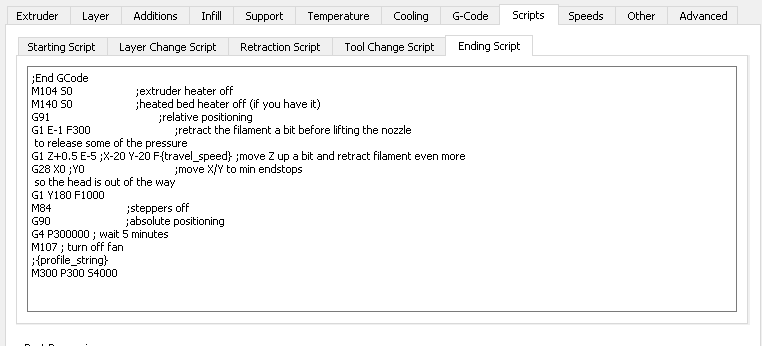 Extruder Layer Additions Infill Support Temperature Cooling G-Code Scripts Speeds Other Advanced
Starting Script Layer Change Script Retraction Script Tool Change Script Ending Script
;End GCode
M104 S0 ;extruder heater off
M140 S0 ;heated bed heater off (if you have it)
G91 ;relative positioning
G1 E-1 F300 ;retract the filament a bit before lifting the nozzle
to release some of the pressure
G1 Z+0.5 E-5 ;X-20 Y-20 F{travel_speed} ;move Z up a bit and retract filament even more
G28 X0 ;Y0 ;move X/Y to min endstops
so the head is out of the way
G1 Y180 F1000
M84 ;steppers off
G90 ;absolute positioning
G4 P300000 ; wait 5 minutes
M107 ; turn off fan
;{profile_string}
M300 P300 S4000